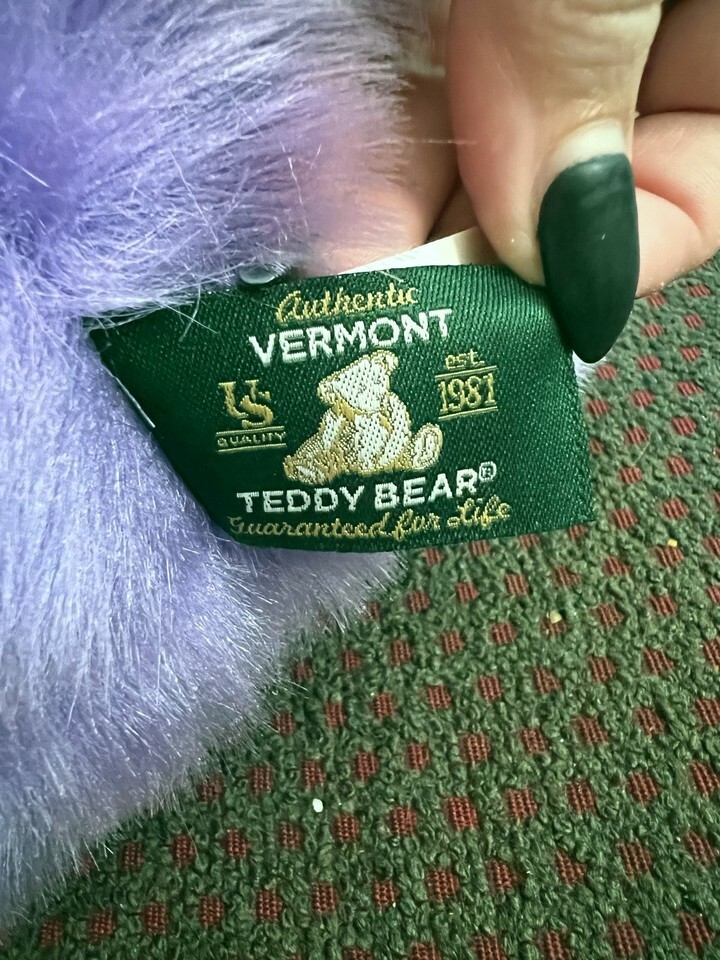 Authentic
VERMONT
US
QUALITY
est.
1981
TEDDY BEAR®
Guaranteed for Life